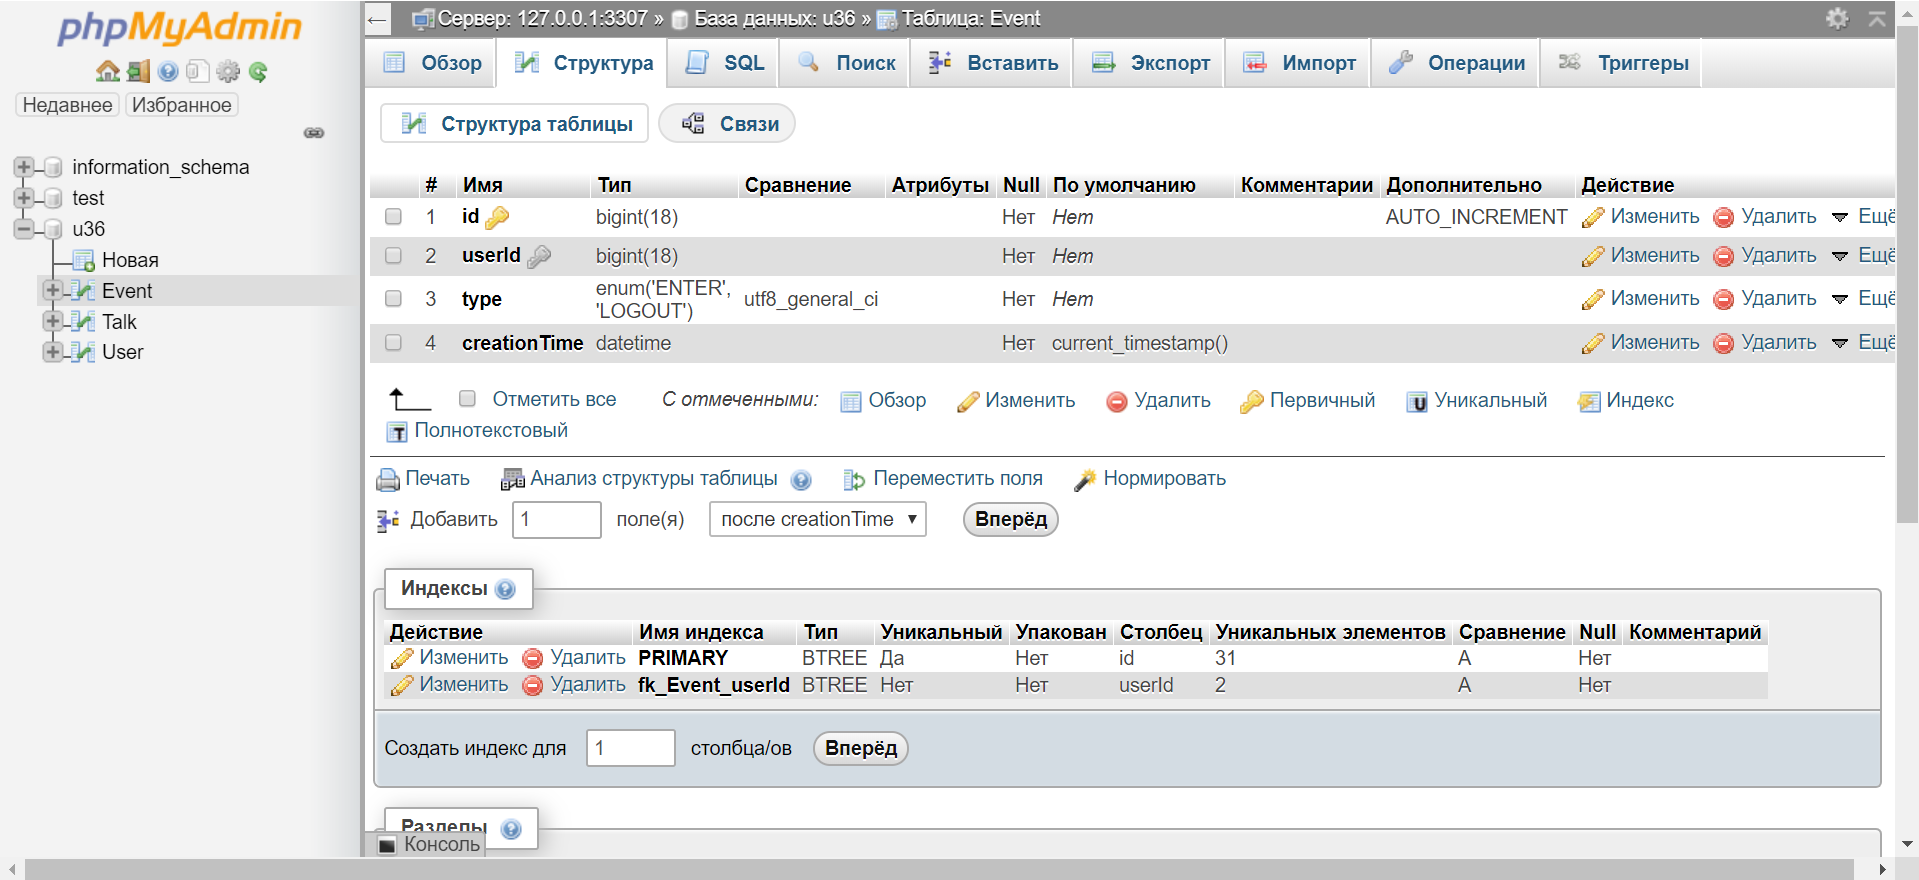 phpMyAdmin
Недавнее Избранное
information_schema
test
u36
Новая
Event
Talk
User
← Сервер: 127.0.0.1:3307 » База данных: u36 » Таблица: Event
Обзор Структура SQL Поиск Вставить Экспорт Импорт Операции Триггеры
Структура таблицы Связи
# Имя Тип Сравнение Атрибуты Null По умолчанию Комментарии Дополнительно Действие
1 id bigint(18) Нет Нет AUTO_INCREMENT Изменить Удалить Ещё
2 userId bigint(18) Нет Нет Изменить Удалить Ещё
3 type enum('ENTER', 'LOGOUT') utf8_general_ci Нет Нет Изменить Удалить Ещё
4 creationTime datetime Нет current_timestamp() Изменить Удалить Ещё
Отметить все С отмеченными: Обзор Изменить Удалить Первичный Уникальный Индекс
Полнотекстовый
Печать Анализ структуры таблицы Переместить поля Нормировать
Добавить 1 поле(я) после creationTime Вперёд
Индексы
Действие Имя индекса Тип Уникальный Упакован Столбец Уникальных элементов Сравнение Null Комментарий
Изменить Удалить PRIMARY BTREE Да Нет id 31 A Нет
Изменить Удалить fk_Event_userId BTREE Нет Нет userId 2 A Нет
Создать индекс для 1 столбца/ов Вперёд
Разделы
Консоль